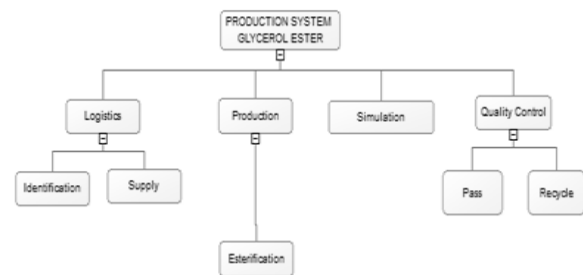 PRODUCTION SYSTEM
GLYCEROL ESTER
Logistics
Production
Simulation
Quality Control
Identification
Supply
Pass
Recycle
Esterification